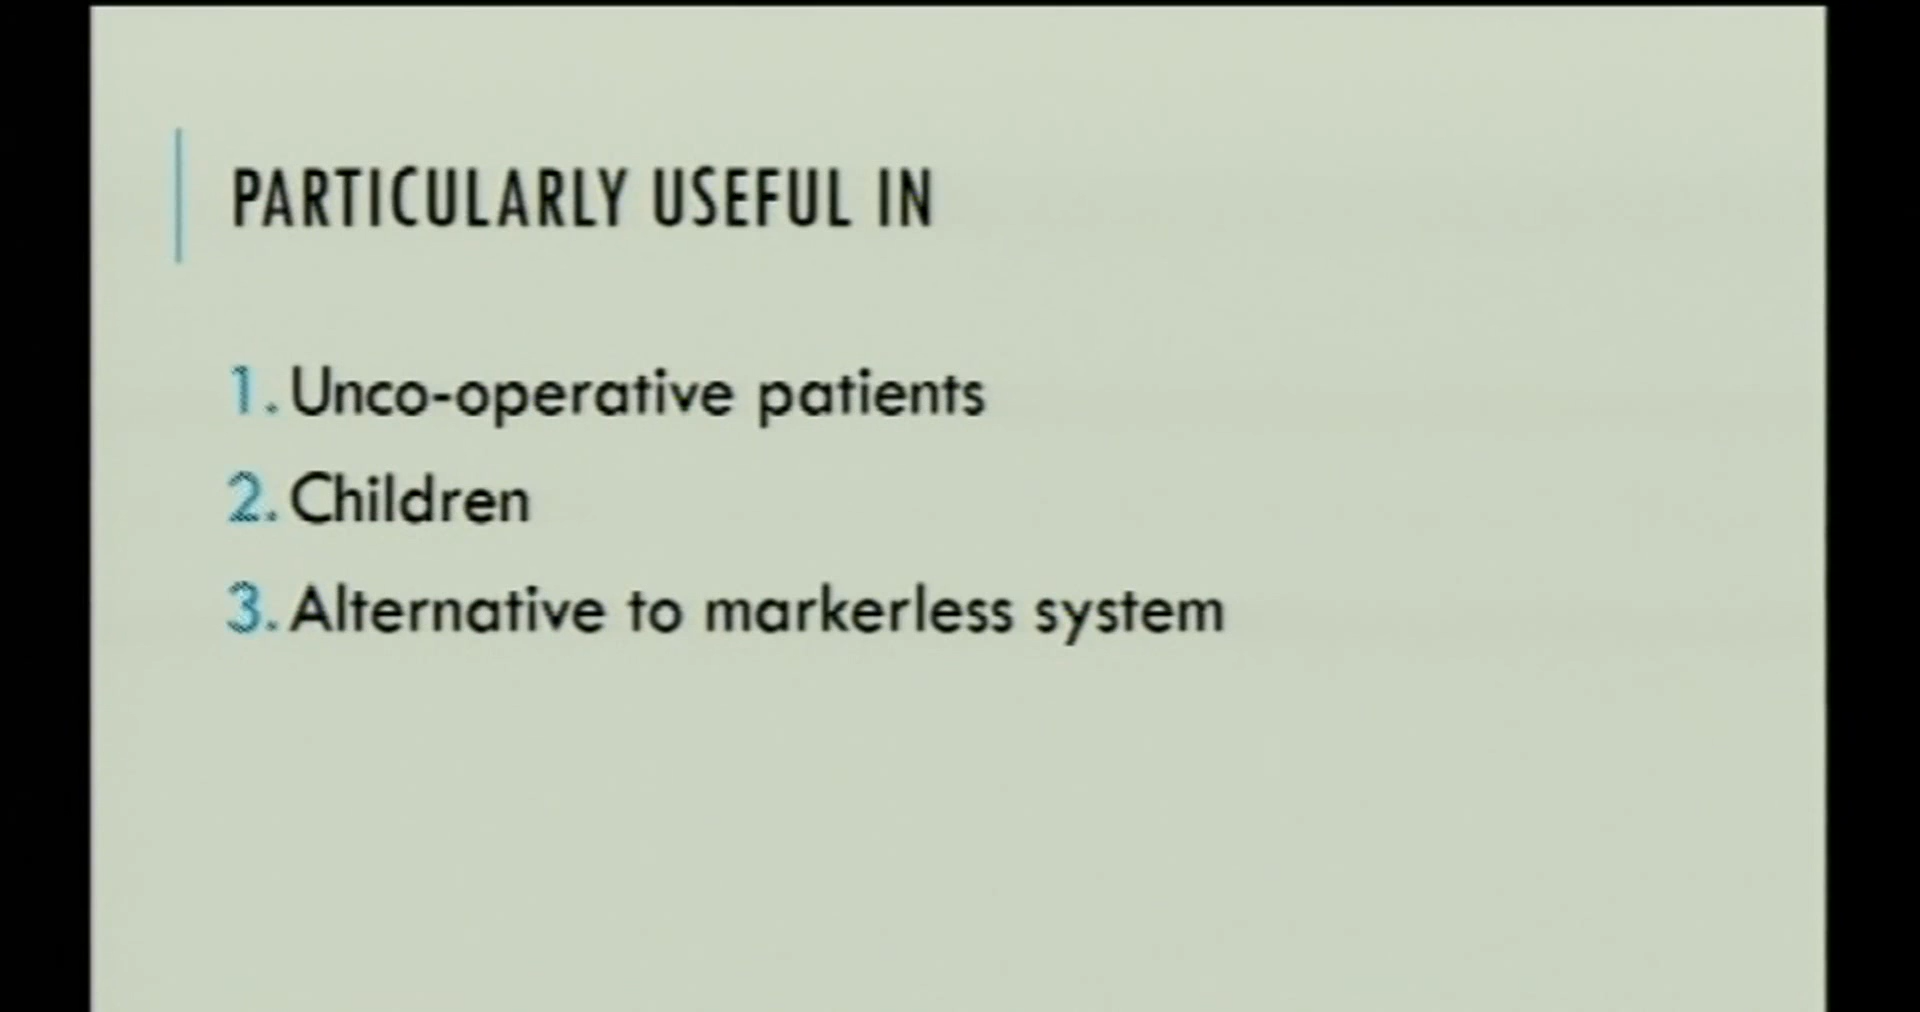 PARTICULARLY USEFUL IN
1. Unco-operative patients
2. Children
3. Alternative to markerless system